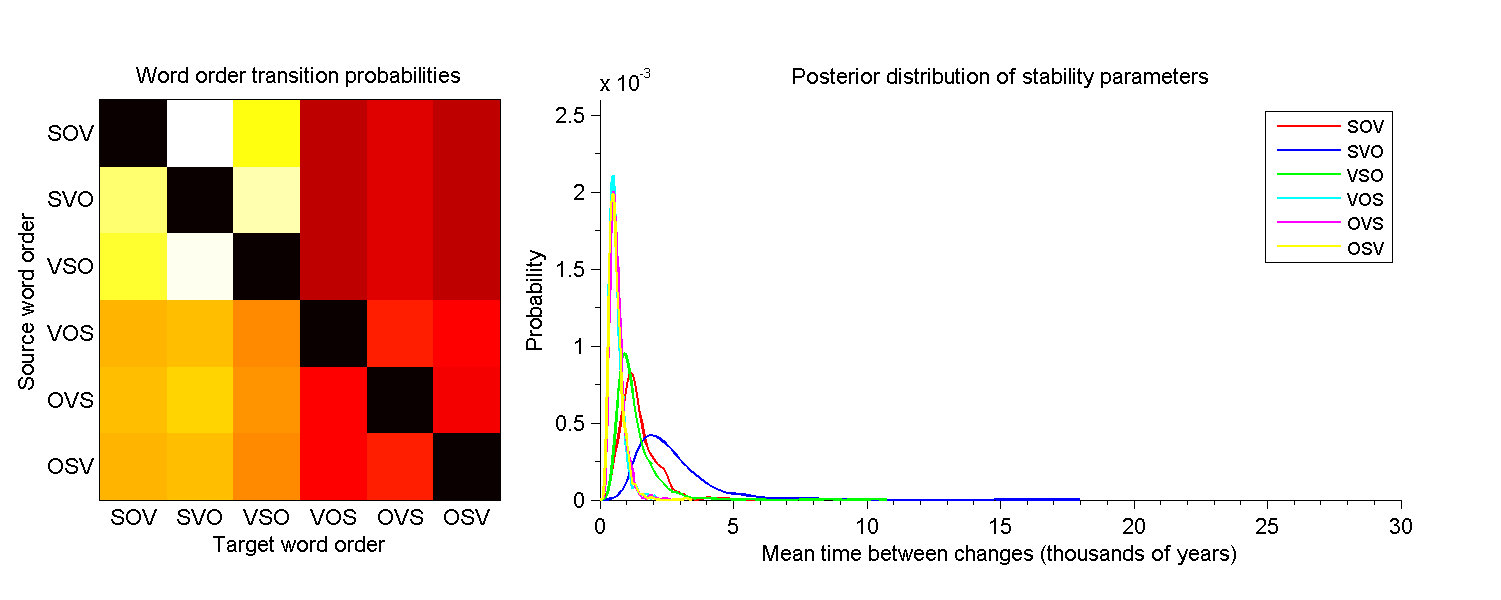 Word order transition probabilities
Source word order
SOV
SVO
VSO
VOS
OVS
OSV
SOV SVO VSO VOS OVS OSV
Target word order
Posterior distribution of stability parameters
x 10-3
Probability
2.5
2
1.5
1
0.5
0
0 5 10 15 20 25 30
Mean time between changes (thousands of years)
SOV
SVO
VSO
VOS
OVS
OSV